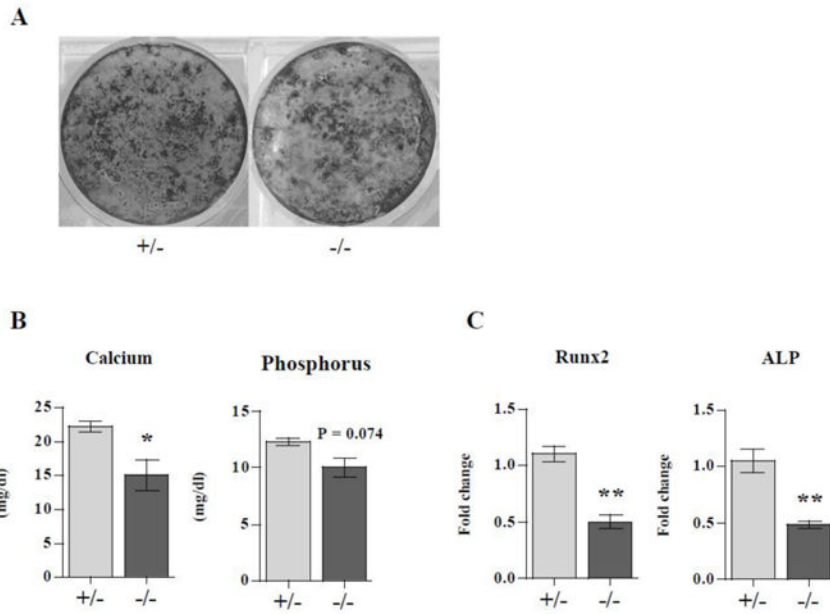 A
+/-
-/-
B
Calcium
(mg/dl)
25
20
15
10
5
0
*
+/-
-/-
Phosphorus
(mg/dl)
15
10
5
0
P = 0.074
+/-
-/-
C
Runx2
Fold change
1.5
1.0
0.5
0.0
**
+/-
-/-
ALP
Fold change
1.5
1.0
0.5
0.0
**
+/-
-/-